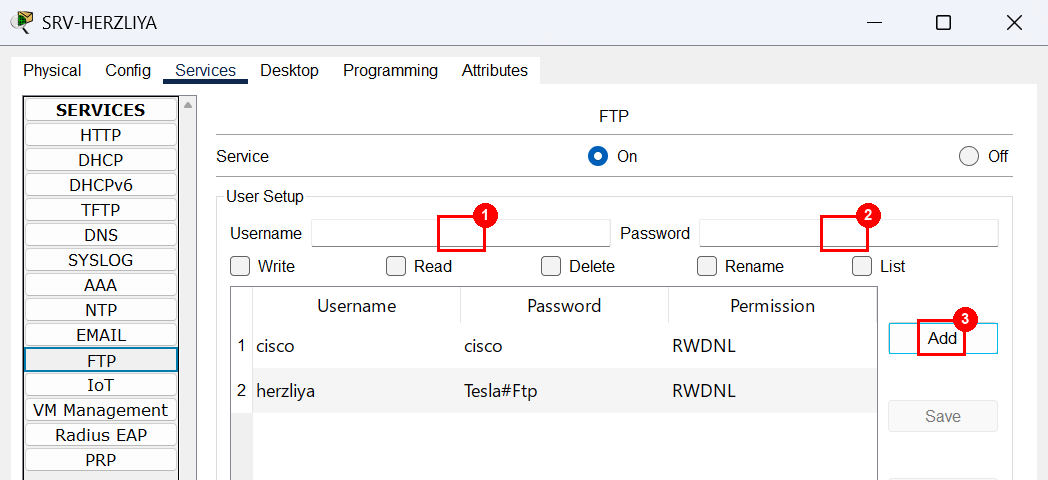 SRV-HERZLIYA
Physical Config Services Desktop Programming Attributes
SERVICES
HTTP
DHCP
DHCPv6
TFTP
DNS
SYSLOG
AAA
NTP
EMAIL
FTP
IoT
VM Management
Radius EAP
PRP
FTP
Service On Off
User Setup
1 2
Username Password
Write Read Delete Rename List
Username Password Permission
1 cisco cisco RWDNL
2 herzliya Tesla#Ftp RWDNL
3
Add
Save